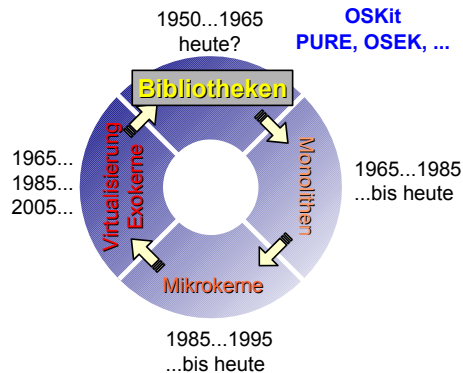 1950...1965
heute?
OSKit
PURE, OSEK, ...
Bibliotheken
Monolithen
1965...1985
...bis heute
Mikrokerne
1985...1995
...bis heute
Virtualisierung
Exokerne
1965...
1985...
2005...